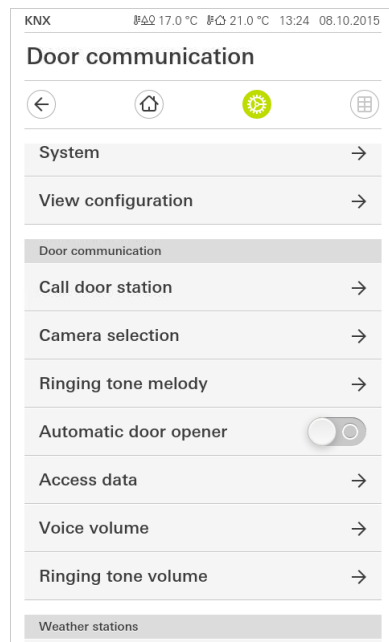 KNX 17.0 °C 21.0 °C 13:24 08.10.2015
Door communication
System
View configuration
Door communication
Call door station
Camera selection
Ringing tone melody
Automatic door opener
Access data
Voice volume
Ringing tone volume
Weather stations